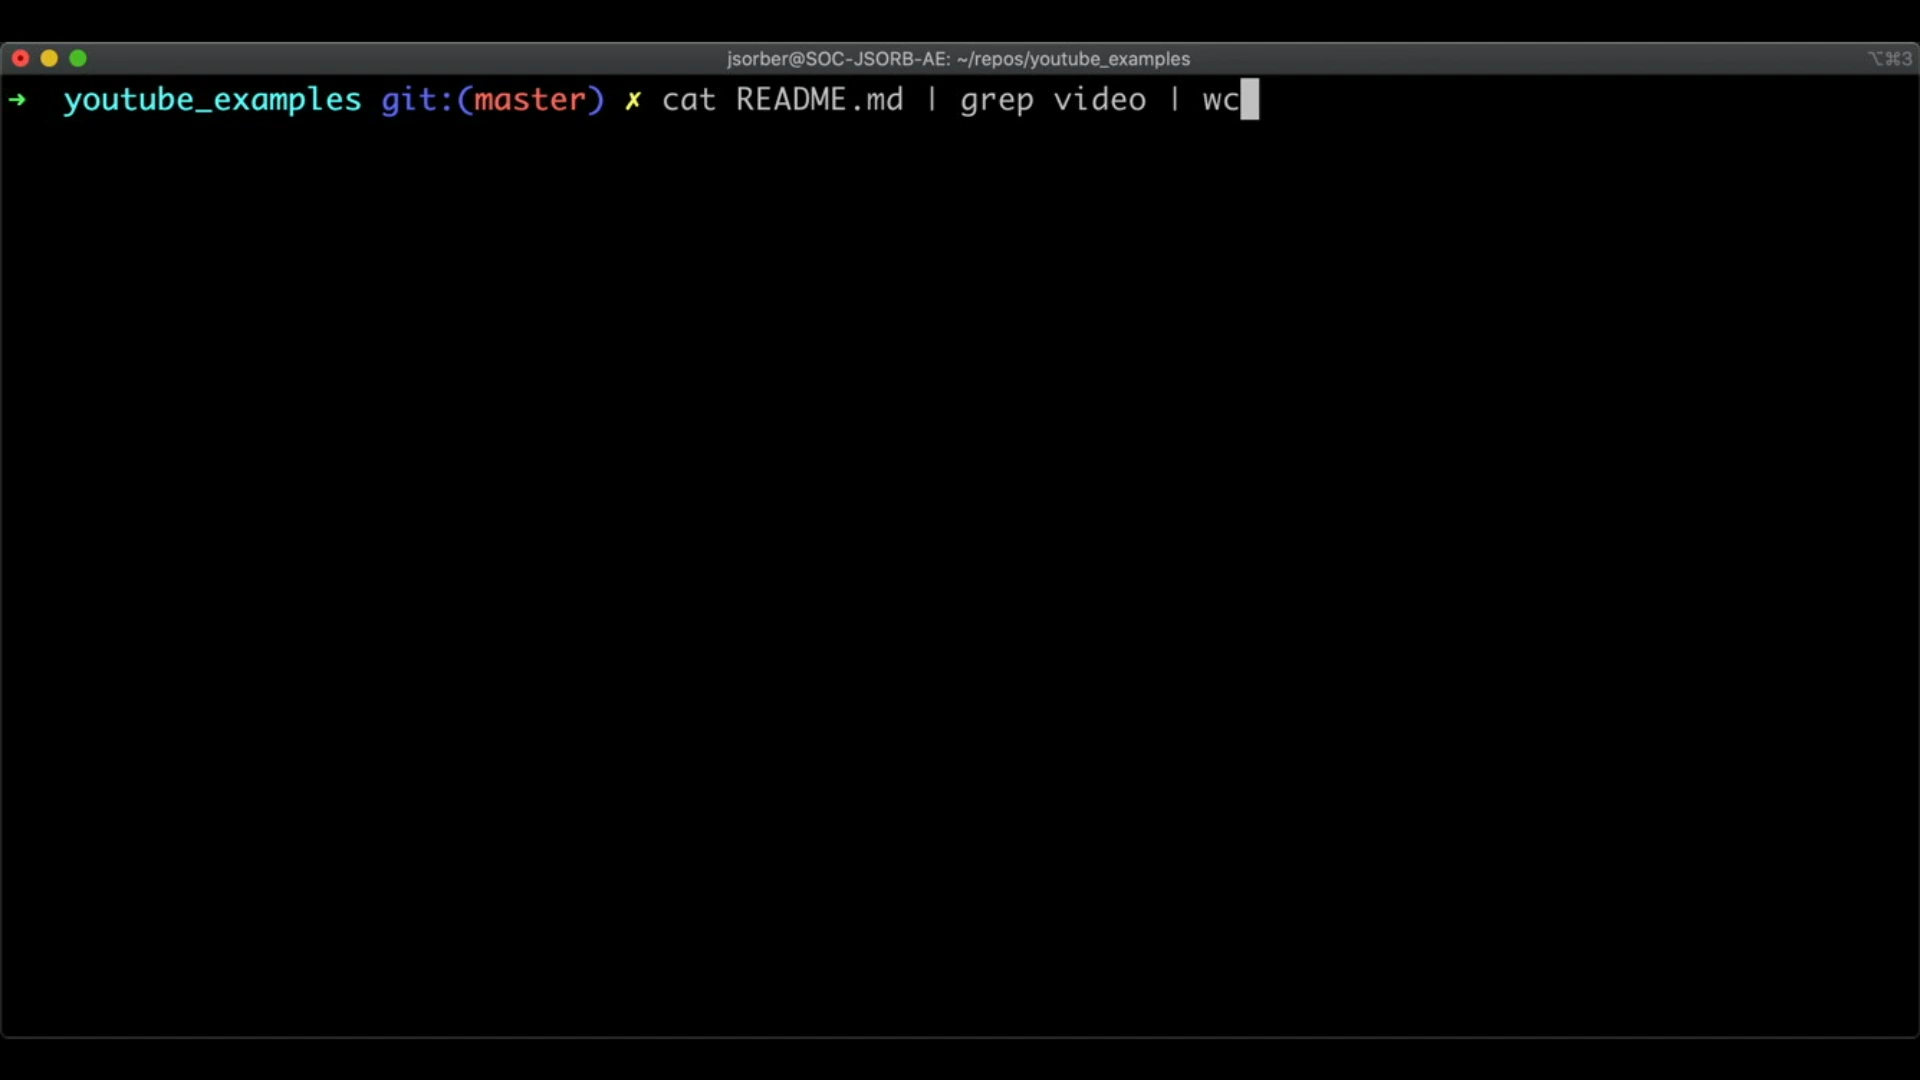 jsorber@SOC-JSORB-AE: ~/repos/youtube_examples ⌥⌘3
→ youtube_examples git:(master) ✗ cat README.md | grep video | wc